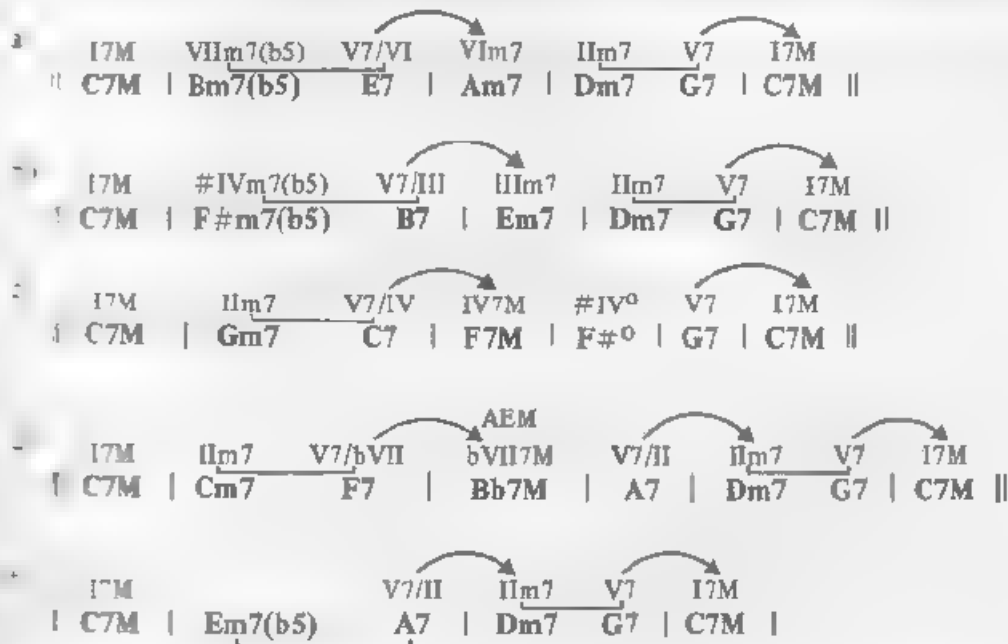 I7M VIIm7(b5) V7/VI VIm7 IIm7 V7 I7M
C7M | Bm7(b5) E7 | Am7 | Dm7 G7 | C7M ||
I7M #IVm7(b5) V7/III IIIm7 IIm7 V7 I7M
| C7M | F#m7(b5) B7 | Em7 | Dm7 G7 | C7M ||
I7M IIm7 V7/IV IV7M #IVº V7 I7M
| C7M | Gm7 C7 | F7M | F#º | G7 | C7M ||
AEM
I7M IIm7 V7/bVII bVII7M V7/II IIm7 V7 I7M
| C7M | Cm7 F7 | Bb7M | A7 | Dm7 G7 | C7M ||
I7M V7/II IIm7 V7 I7M
| C7M | Em7(b5) A7 | Dm7 G7 | C7M |